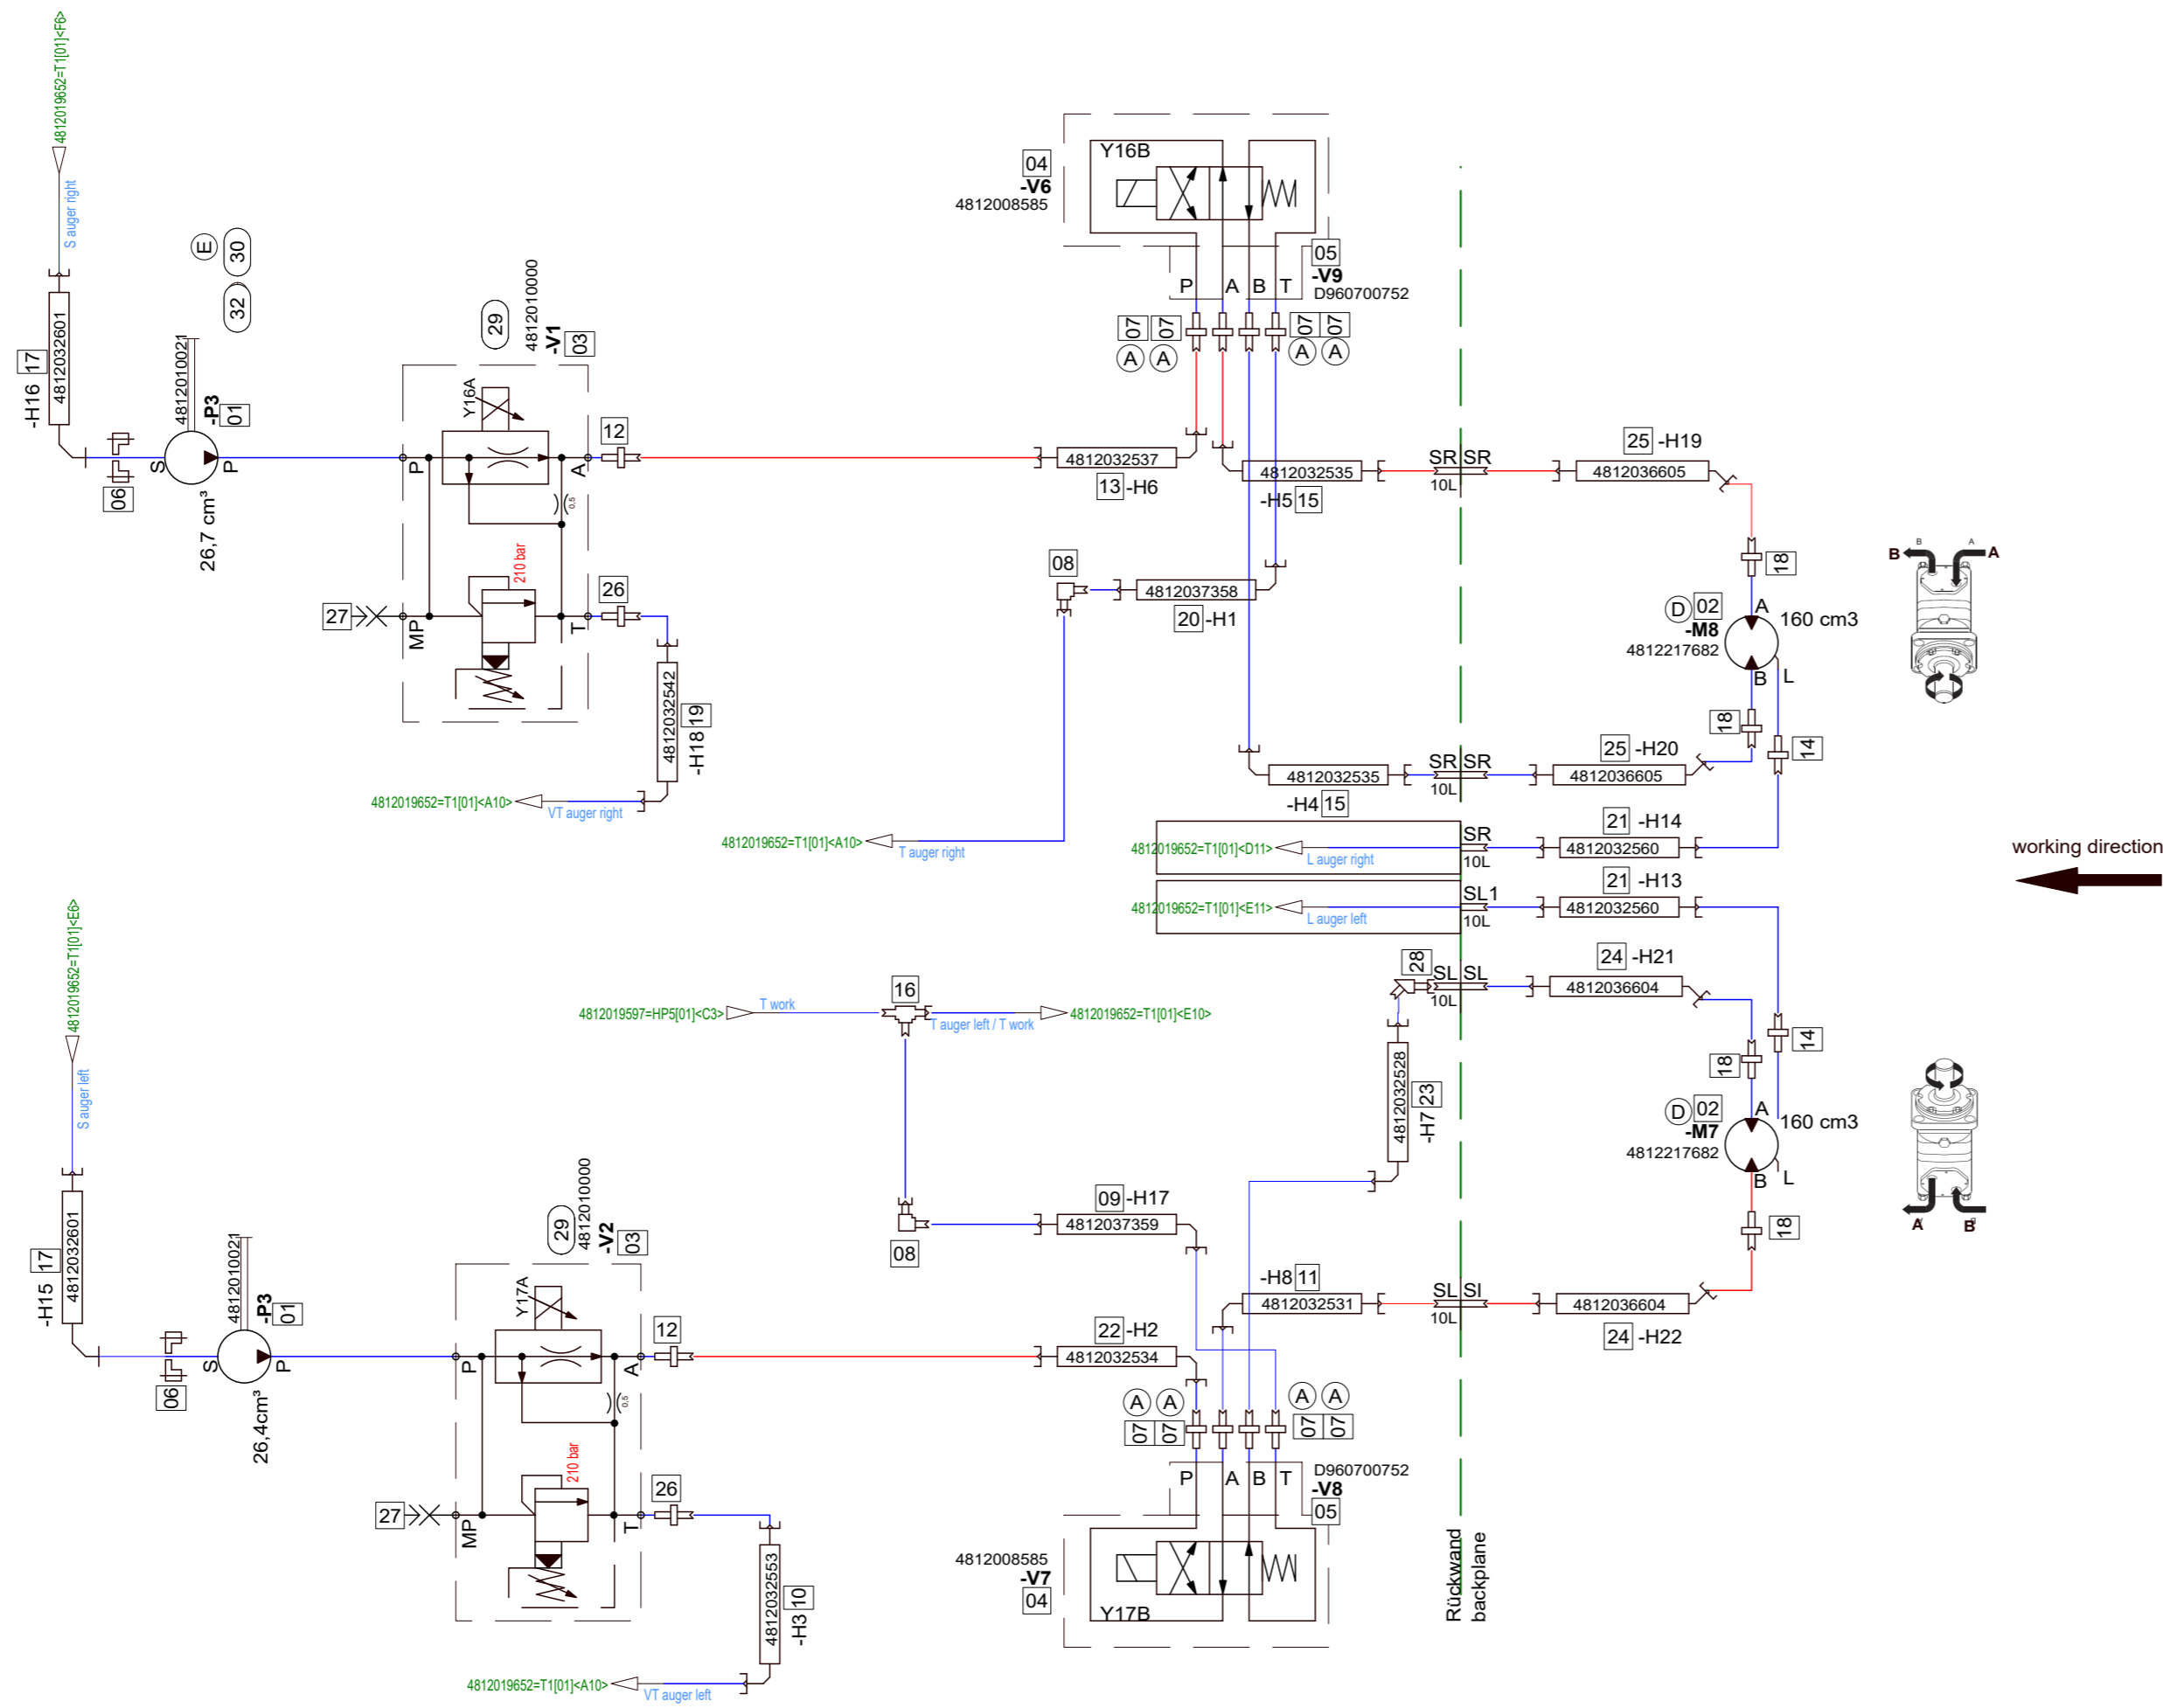 4812019652=T1[01]<F6>
S auger right
-H16 17
4812032601
06
4812010021
-P3
01
S
P
26,7 cm³
E
30
32
29
4812010000
-V1
03
Y16A
P
A
0,5
210 bar
27
MP
T
12
26
4812032542
-H18 19
4812019652=T1[01]<A10>
VT auger right
4812032537
13 -H6
04
-V6
4812008585
Y16B
05
-V9
D960700752
P A B T
07 07
A A
07 07
A A
4812032535
-H5 15
08
4812037358
20 -H1
4812019652=T1[01]<A10>
T auger right
SR SR
10L
25 -H19
4812036605
18
D 02
-M8
4812217682
A
160 cm3
B
L
18
14
B B A A
4812032535
-H4 15
SR SR
10L
25 -H20
4812036605
4812019652=T1[01]<D11>
L auger right
SR
10L
21 -H14
4812032560
4812019652=T1[01]<E11>
L auger left
SL1
10L
21 -H13
4812032560
working direction
28
SL SL
10L
24 -H21
4812036604
4812032528
-H7 23
18
14
D 02
-M7
4812217682
A
160 cm3
B
L
18
A B
4812019597=HP5[01]<C3>
T work
16
T auger left / T work
4812019652=T1[01]<E10>
08
09 -H17
4812037359
-H8 11
4812032531
SL SI
10L
4812036604
24 -H22
22 -H2
4812032534
A A
07 07
A A
07 07
P A B T
D960700752
-V8
05
4812008585
-V7
04
Y17B
Rückwand
backplane
4812019652=T1[01]<E6>
S auger left
-H15 17
4812032601
06
4812010021
-P3
01
S
P
26,4cm³
29
4812010000
-V2
03
Y17A
P
A
0,5
210 bar
27
MP
T
12
26
4812032553
-H3 10
4812019652=T1[01]<A10>
VT auger left